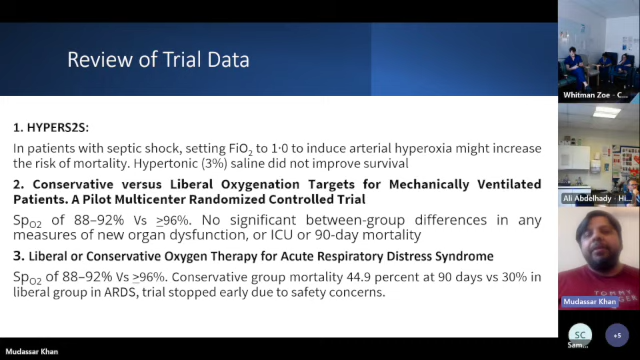 Review of Trial Data
1. HYPERS2S:
In patients with septic shock, setting FiO2 to 1·0 to induce arterial hyperoxia might increase
the risk of mortality. Hypertonic (3%) saline did not improve survival
2. Conservative versus Liberal Oxygenation Targets for Mechanically Ventilated
Patients. A Pilot Multicenter Randomized Controlled Trial
SpO2 of 88–92% Vs ≥96%. No significant between-group differences in any
measures of new organ dysfunction, or ICU or 90-day mortality
3. Liberal or Conservative Oxygen Therapy for Acute Respiratory Distress Syndrome
SpO2 of 88–92% Vs ≥96%. Conservative group mortality 44.9 percent at 90 days vs 30% in
liberal group in ARDS, trial stopped early due to safety concerns.
Whitman Zoe - C...
Ali Abdelhady - Hi...
TOMMY
Mudassar Khan
SC
+5
Sam...
Mudassar Khan